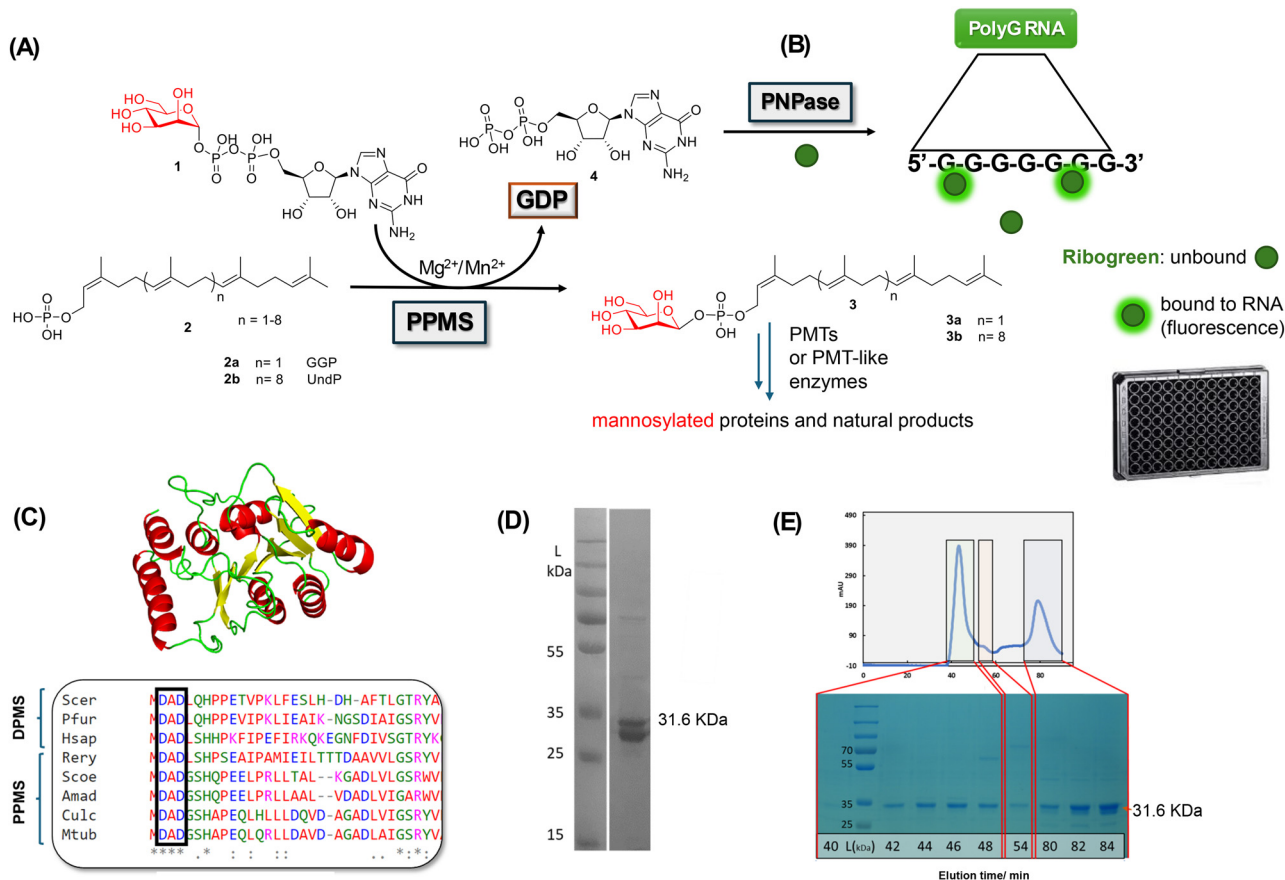 (A)
(B)
PolyG RNA
PNPase
5’-G-G-G-G-G-G-G-3’
1
4
GDP
Mg²⁺/Mn²⁺
PPMS
2
n = 1-8
2a n= 1 GGP
2b n= 8 UndP
3
3a n= 1
3b n= 8
PMTs
or PMT-like
enzymes
mannosylated proteins and natural products
Ribogreen: unbound
bound to RNA
(fluorescence)
(C)
DPMS
Scer MDADLQHPPETVPKLFESLH-DH-AFTLGTRYA
Pfur MDADLQHPPEVIPKLIEAIK-NGSDIAIGSRYV
Hsap MDADLSHHPKFIPEFIRKQKEGNFDIVSGTRYK
PPMS
Rery MDADLSHPSEAIPAMIEILTTTDAAVVLGSRYV
Scoe MDADGSHQPEELPRLLTAL--KGADLVLGSRWV
Amad MDADGSHQPEELPRLLAAL--VDADLVIGARWV
Culc MDADGSHAPEQLHLLLDQVD-AGADLVIGSRYV
Mtub MDADGSHAPEQLQRLLDAVD-AGADLAIGSRYV
(D)
L
kDa
55
35
25
15
31.6 KDa
(E)
mAU
490
390
290
190
90
-10
0 20 40 60 80
70
55
35
25
31.6 KDa
40 L(kDa) 42 44 46 48 54 80 82 84
Elution time/ min